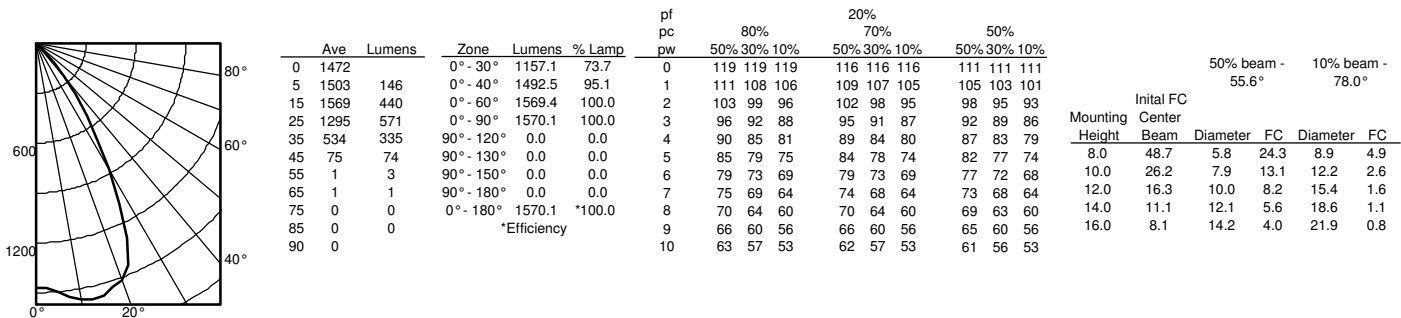 600
1200
0° 20°
40°
60°
80°
Ave Lumens
0 1472
5 1503 146
15 1569 440
25 1295 571
35 534 335
45 75 74
55 1 3
65 1 1
75 0 0
85 0 0
90 0
Zone Lumens % Lamp
0° - 30° 1157.1 73.7
0° - 40° 1492.5 95.1
0° - 60° 1569.4 100.0
0° - 90° 1570.1 100.0
90° - 120° 0.0 0.0
90° - 130° 0.0 0.0
90° - 150° 0.0 0.0
90° - 180° 0.0 0.0
0° - 180° 1570.1 *100.0
*Efficiency
pf 20%
pc 80% 70% 50%
pw 50% 30% 10% 50% 30% 10% 50% 30% 10%
0 119 119 119 116 116 116 111 111 111
1 111 108 106 109 107 105 105 103 101
2 103 99 96 102 98 95 98 95 93
3 96 92 88 95 91 87 92 89 86
4 90 85 81 89 84 80 87 83 79
5 85 79 75 84 78 74 82 77 74
6 79 73 69 79 73 69 77 72 68
7 75 69 64 74 68 64 73 68 64
8 70 64 60 70 64 60 69 63 60
9 66 60 56 66 60 56 65 60 56
10 63 57 53 62 57 53 61 56 53
50% beam - 10% beam -
55.6° 78.0°
Inital FC
Mounting Center
Height Beam Diameter FC Diameter FC
8.0 48.7 5.8 24.3 8.9 4.9
10.0 26.2 7.9 13.1 12.2 2.6
12.0 16.3 10.0 8.2 15.4 1.6
14.0 11.1 12.1 5.6 18.6 1.1
16.0 8.1 14.2 4.0 21.9 0.8